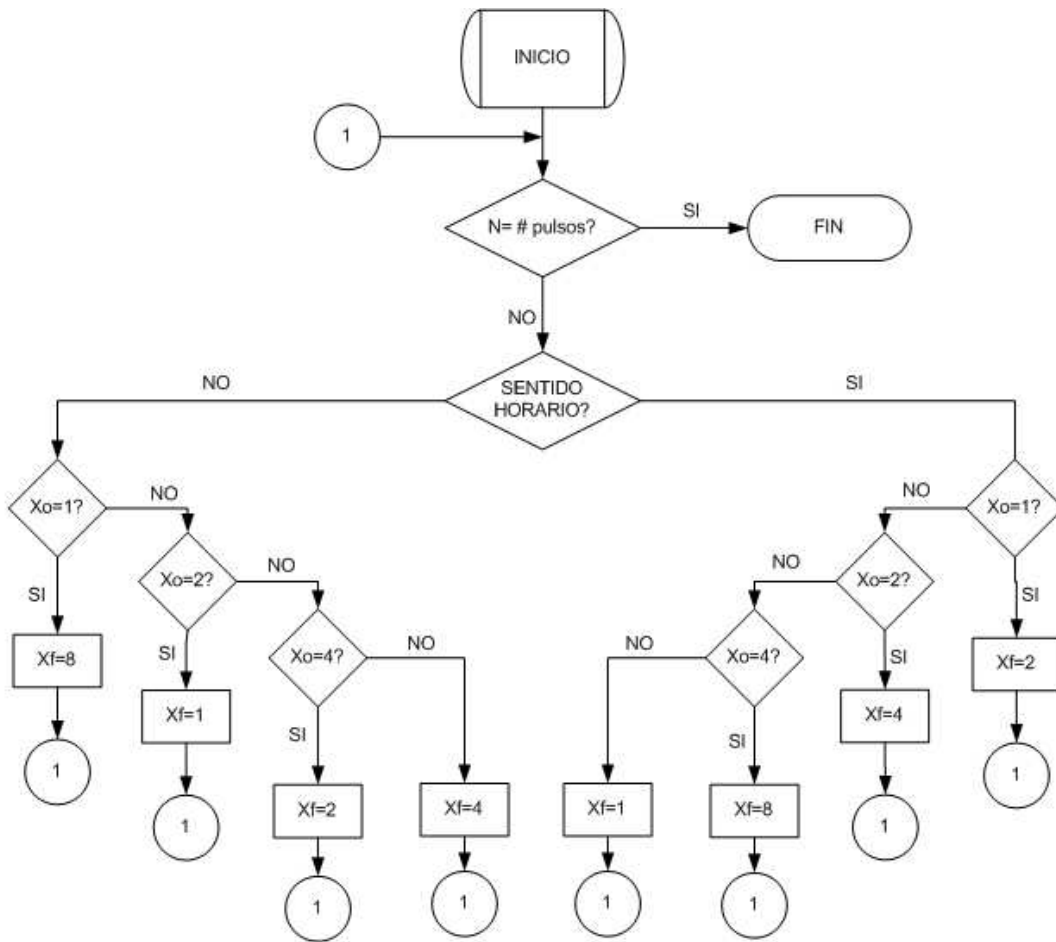 INICIO
1
N= # pulsos?
SI
FIN
NO
SENTIDO
HORARIO?
NO
SI
Xo=1?
NO
NO
Xo=1?
Xo=2?
NO
NO
Xo=2?
SI
SI
Xo=4?
NO
NO
Xo=4?
Xf=8
SI
SI
Xf=2
Xf=1
Xf=4
SI
SI
1
1
Xf=2
Xf=4
Xf=1
Xf=8
1
1
1
1
1
1